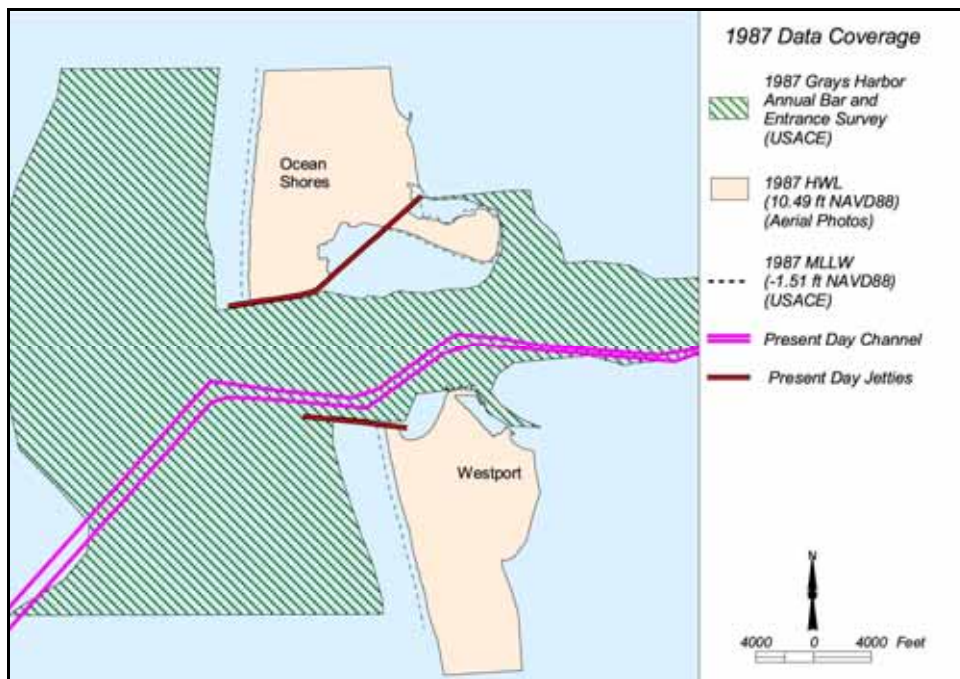 1987 Data Coverage
1987 Grays Harbor
Annual Bar and
Entrance Survey
(USACE)
1987 HWL
(10.49 ft NAVD88)
(Aerial Photos)
1987 MLLW
(-1.51 ft NAVD88)
(USACE)
Present Day Channel
Present Day Jetties
Ocean
Shores
Westport
N
4000 0 4000 Feet